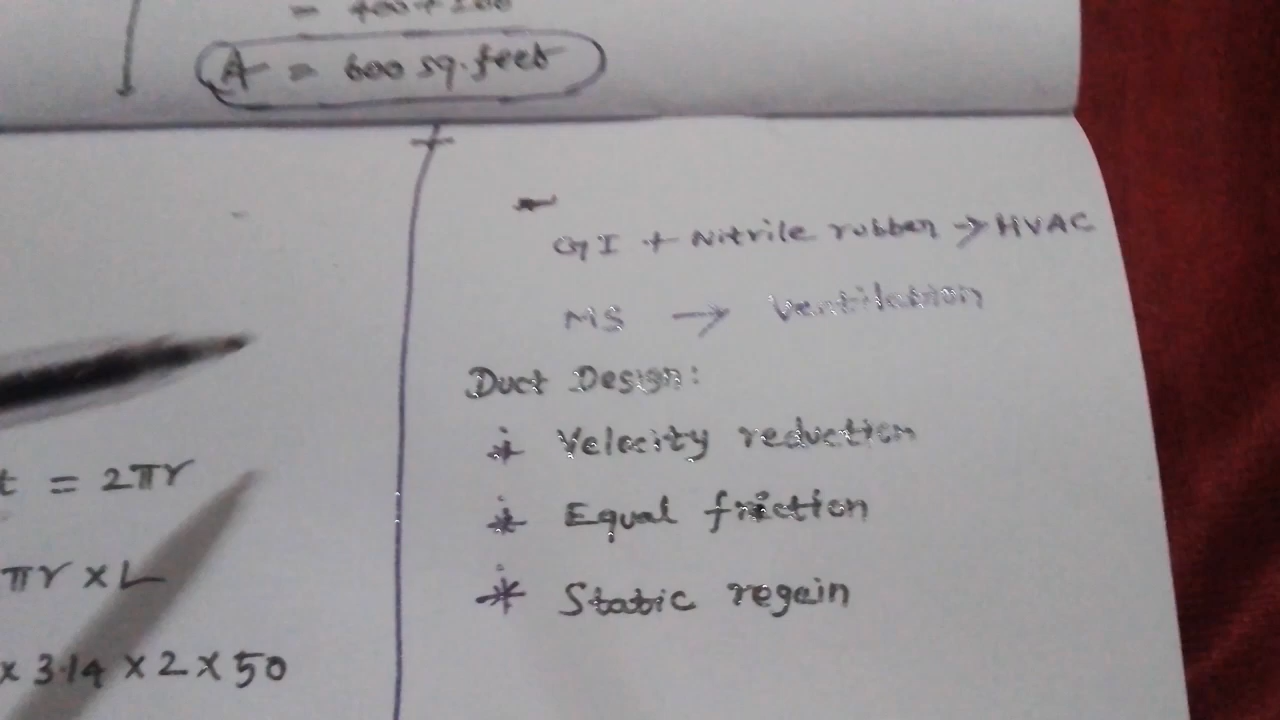 A = 600 sq.feet
GI + Nitrile rubber → HVAC
MS → Ventilation
Duct Design:
* Velocity reduction
* Equal friction
* Static regain
t = 2πr
πr × L
× 3.14 × 2 × 50